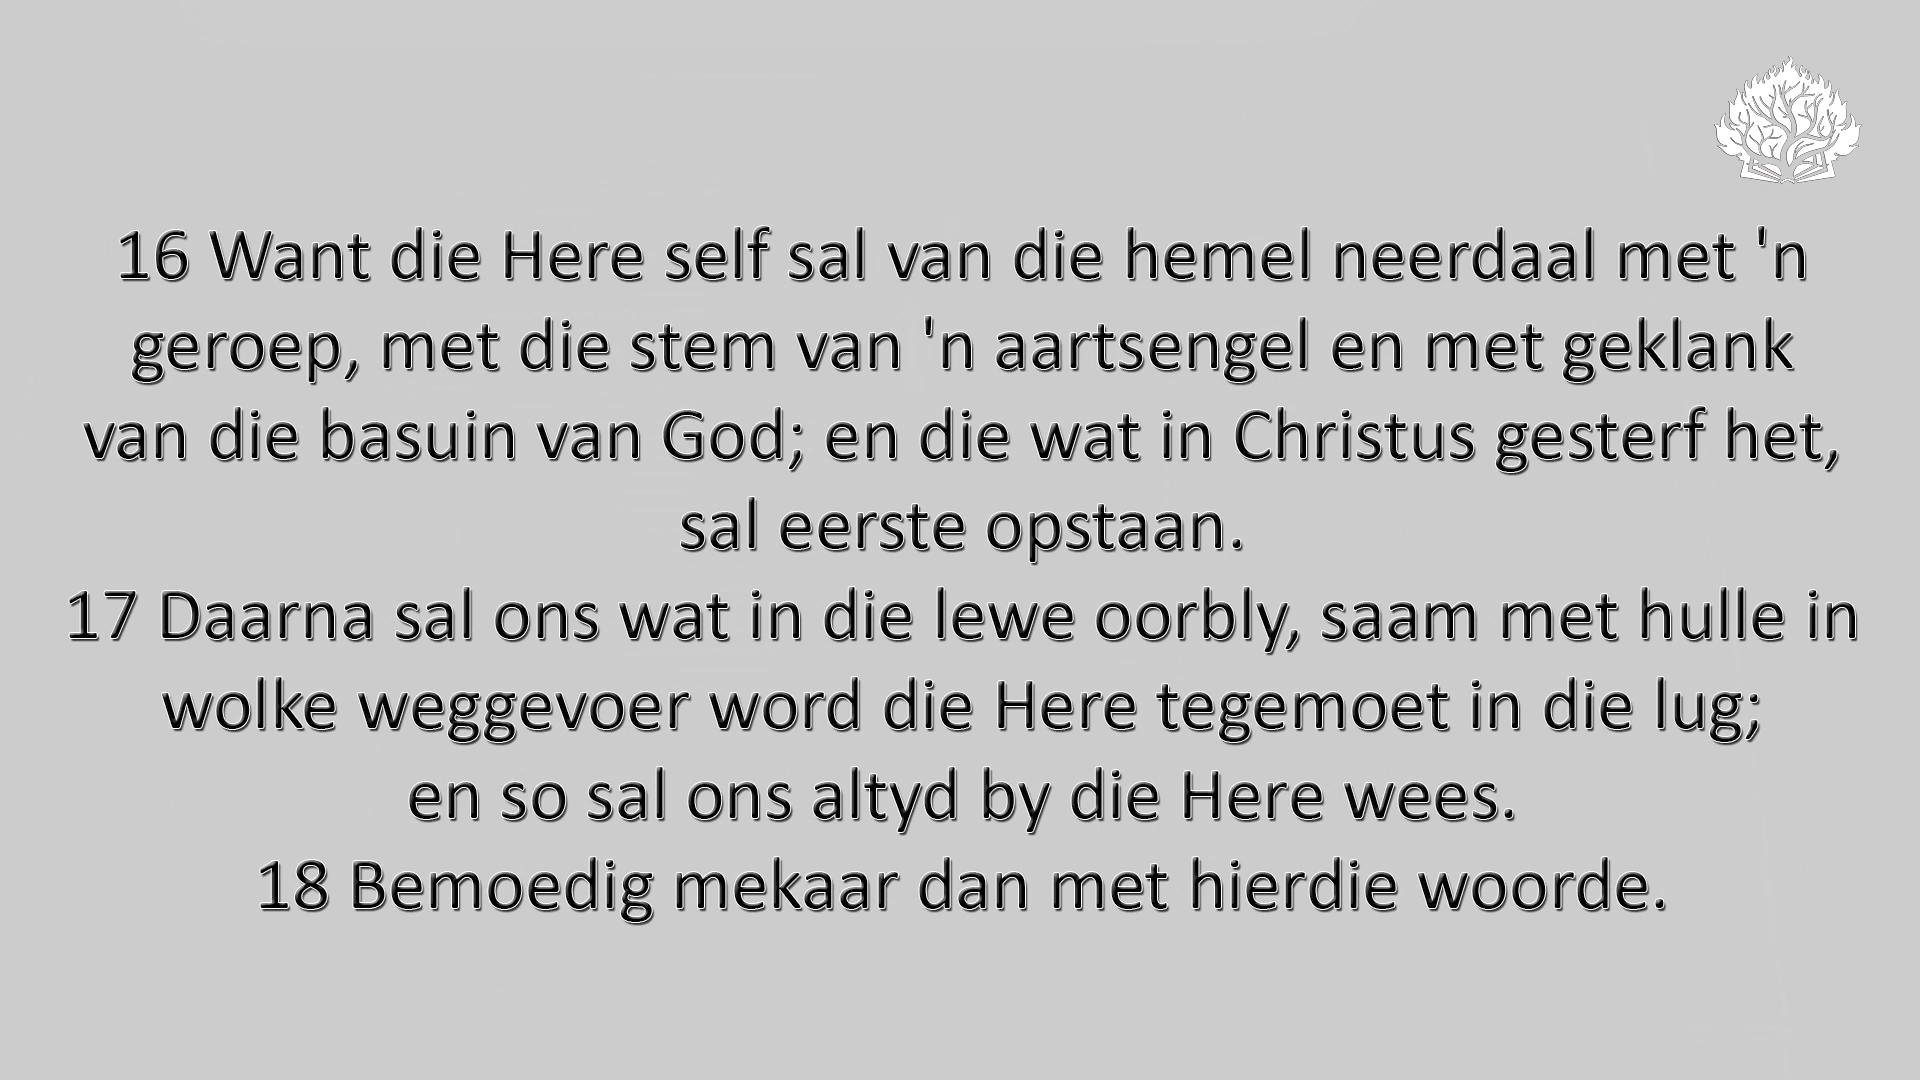 16 Want die Here self sal van die hemel neerdaal met 'n
geroep, met die stem van 'n aartsengel en met geklank
van die basuin van God; en die wat in Christus gesterf het,
sal eerste opstaan.
17 Daarna sal ons wat in die lewe oorbly, saam met hulle in
wolke weggevoer word die Here tegemoet in die lug;
en so sal ons altyd by die Here wees.
18 Bemoedig mekaar dan met hierdie woorde.